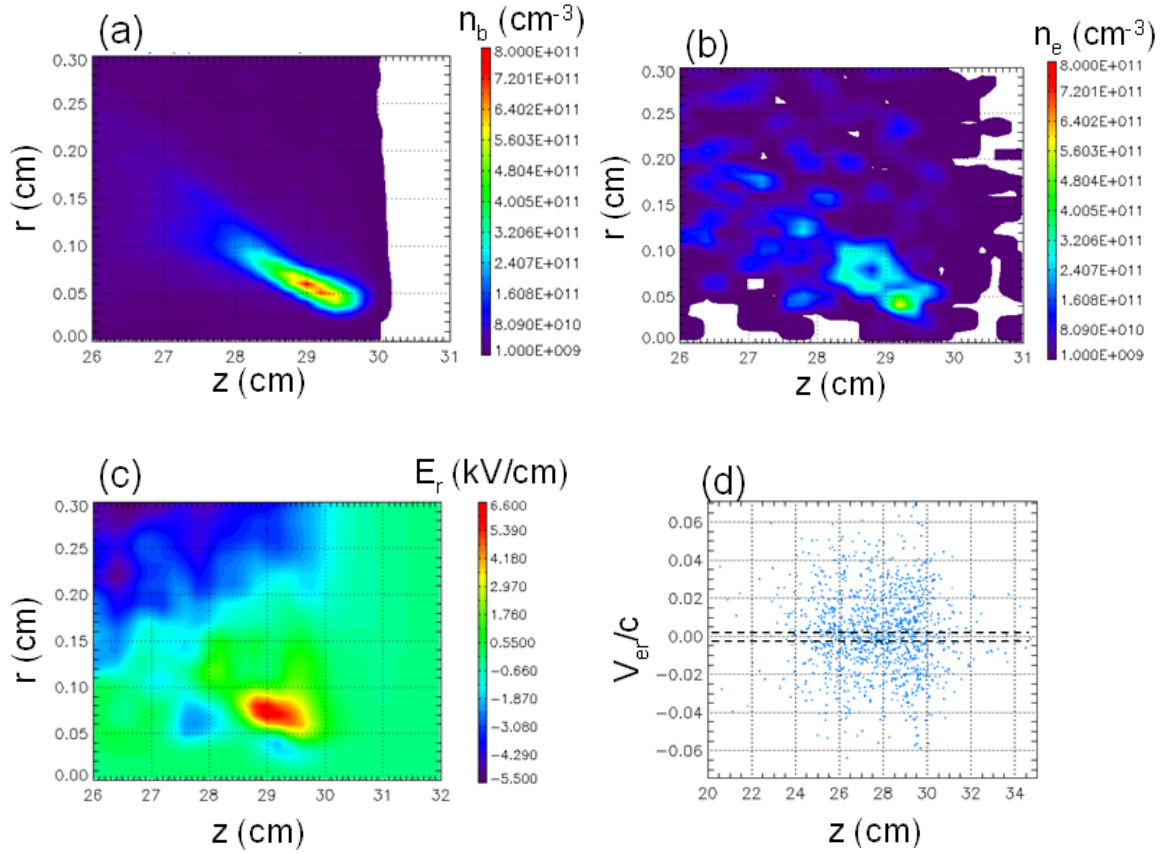 (a)
n_b (cm⁻³)
0.30
0.25
0.20
0.15
0.10
0.05
0.00
26 27 28 29 30 31
r (cm)
z (cm)
8.000E+011
7.201E+011
6.402E+011
5.603E+011
4.804E+011
4.005E+011
3.206E+011
2.407E+011
1.608E+011
8.090E+010
1.000E+009
(b)
n_e (cm⁻³)
0.30
0.25
0.20
0.15
0.10
0.05
0.00
26 27 28 29 30 31
r (cm)
z (cm)
8.000E+011
7.201E+011
6.402E+011
5.603E+011
4.804E+011
4.005E+011
3.206E+011
2.407E+011
1.608E+011
8.090E+010
1.000E+009
(c)
E_r (kV/cm)
0.30
0.25
0.20
0.15
0.10
0.05
0.00
26 27 28 29 30 31 32
r (cm)
z (cm)
6.600
5.390
4.180
2.970
1.760
0.5500
-0.660
-1.870
-3.080
-4.290
-5.500
(d)
0.06
0.04
0.02
0.00
-0.02
-0.04
-0.06
20 22 24 26 28 30 32 34
V_er/c
z (cm)